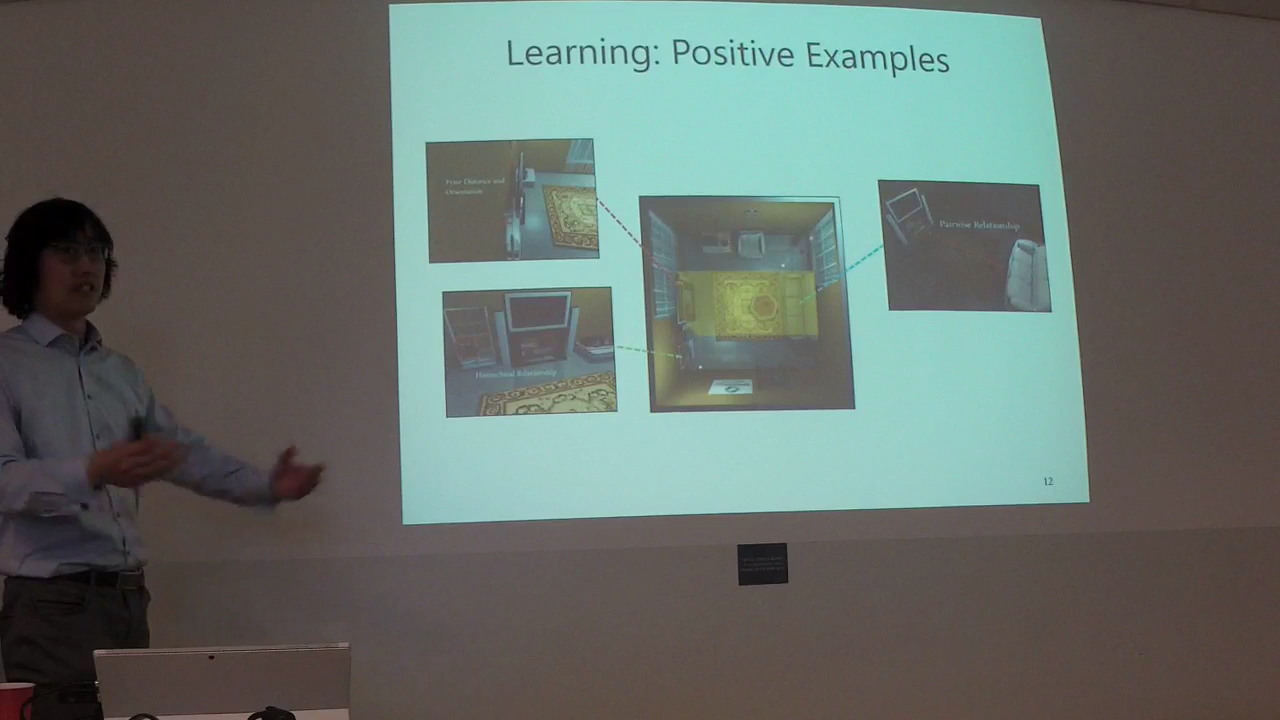 Learning: Positive Examples
Prior Distance and
Orientation
Pairwise Relationship
Hierarchical Relationship
12